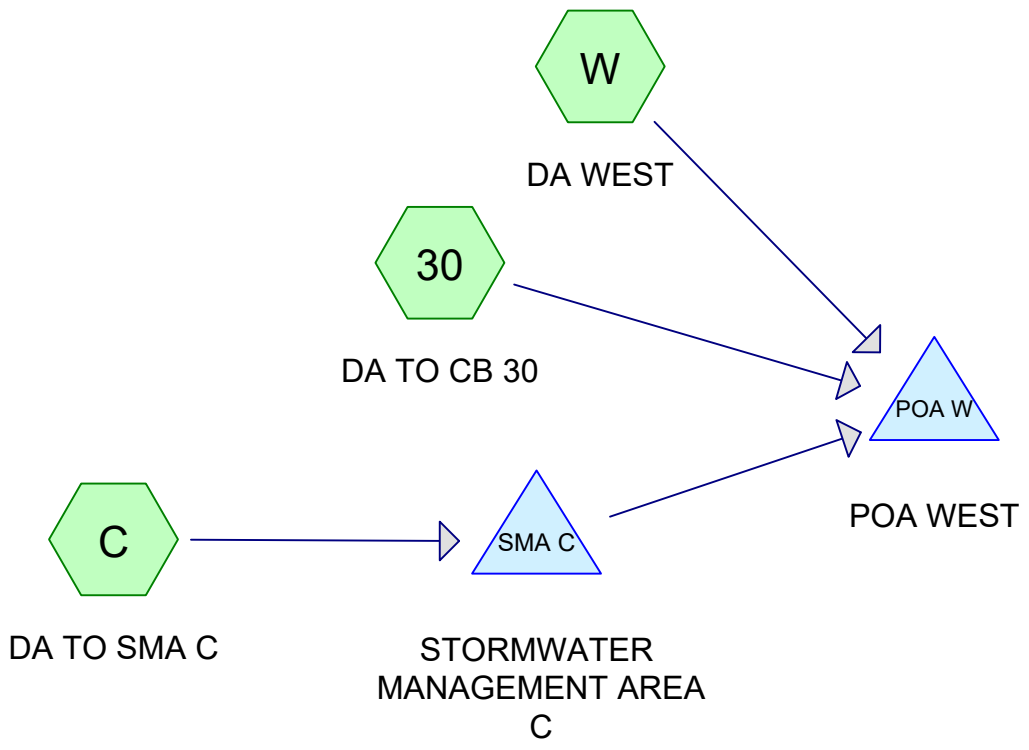 W
DA WEST
30
DA TO CB 30
POA W
POA WEST
C
DA TO SMA C
SMA C
STORMWATER
MANAGEMENT AREA
C